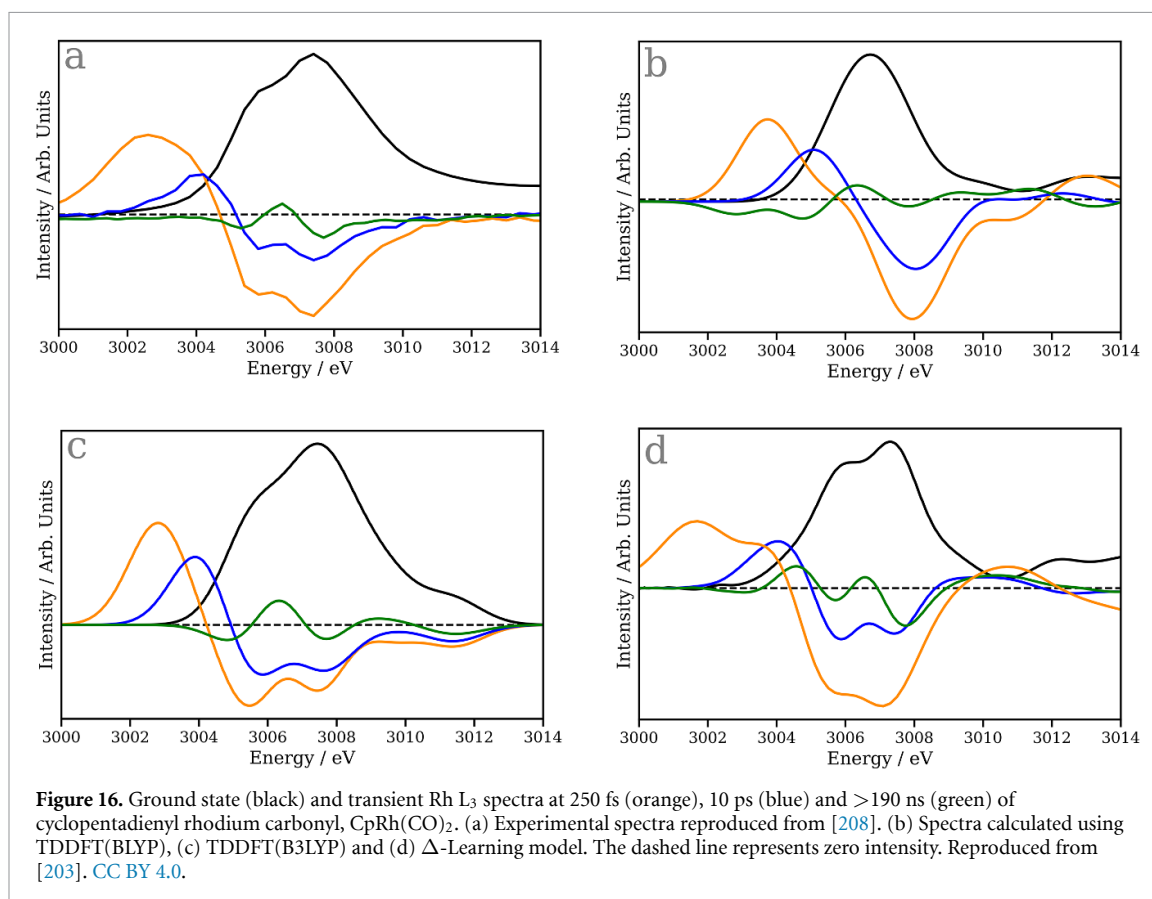 a
Intensity / Arb. Units
3000 3002 3004 3006 3008 3010 3012 3014
Energy / eV
b
Intensity / Arb. Units
3000 3002 3004 3006 3008 3010 3012 3014
Energy / eV
c
Intensity / Arb. Units
3000 3002 3004 3006 3008 3010 3012 3014
Energy / eV
d
Intensity / Arb. Units
3000 3002 3004 3006 3008 3010 3012 3014
Energy / eV
Figure 16. Ground state (black) and transient Rh L₃ spectra at 250 fs (orange), 10 ps (blue) and >190 ns (green) of
cyclopentadienyl rhodium carbonyl, CpRh(CO)₂. (a) Experimental spectra reproduced from [208]. (b) Spectra calculated using
TDDFT(BLYP), (c) TDDFT(B3LYP) and (d) Δ-Learning model. The dashed line represents zero intensity. Reproduced from
[203]. CC BY 4.0.